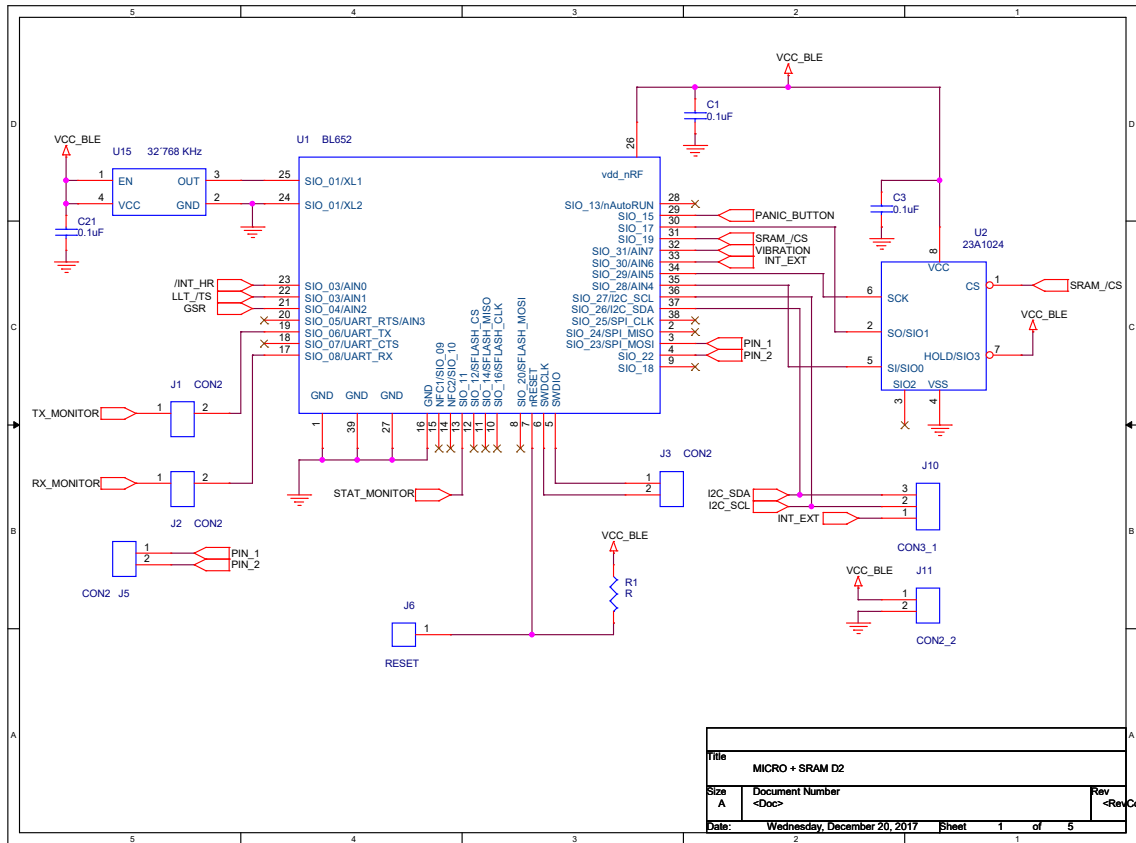 5 4 3 2 1
D
C
B
A
D
C
B
A
VCC_BLE
U15 32´768 KHz
1 EN OUT 3
4 VCC GND 2
C21
0.1uF
U1 BL652
VCC_BLE
C1
0.1uF
26
vdd_nRF
25 SIO_01/XL1
24 SIO_01/XL2
/INT_HR 23 SIO_03/AIN0
LLT_/TS 22 SIO_03/AIN1
GSR 21 SIO_04/AIN2
20 SIO_05/UART_RTS/AIN3
19 SIO_06/UART_TX
18 SIO_07/UART_CTS
17 SIO_08/UART_RX
SIO_13/nAutoRUN 28
SIO_15 29 PANIC_BUTTON
SIO_17 30
SIO_19 31 SRAM_/CS
SIO_31/AIN7 32 VIBRATION
SIO_30/AIN6 33 INT_EXT
SIO_29/AIN5 34
SIO_28/AIN4 35
SIO_27/I2C_SCL 36
SIO_26/I2C_SDA 37
SIO_25/SPI_CLK 38
SIO_24/SPI_MISO 2
SIO_23/SPI_MOSI 3 PIN_1
SIO_22 4 PIN_2
SIO_18 9
GND 1
GND 39
GND 27
GND 16
NFC1/SIO_09 15
NFC2/SIO_10 14
SIO_11 13
SIO_12/SFLASH_CS 12
SIO_14/SFLASH_MISO 11
SIO_16/SFLASH_CLK 10
SIO_20/SFLASH_MOSI 8
nRESET 7
SWDCLK 6
SWDIO 5
C3
0.1uF
U2
23A1024
8
VCC
CS 1 SRAM_/CS
6 SCK
VCC_BLE
2 SO/SIO1
HOLD/SIO3 7
5 SI/SIO0
SIO2 VSS
3 4
J1 CON2
TX_MONITOR 1 2
RX_MONITOR 1 2
J2 CON2
1 PIN_1
2 PIN_2
CON2 J5
STAT_MONITOR
J3 CON2
1
2
VCC_BLE
R1
R
J6
1
RESET
J10
I2C_SDA 3
I2C_SCL 2
INT_EXT 1
CON3_1
VCC_BLE
J11
1
2
CON2_2
Title
MICRO + SRAM D2
Size Document Number Rev
A <Doc> <RevCo
Date: Wednesday, December 20, 2017 Sheet 1 of 5
5 4 3 2 1